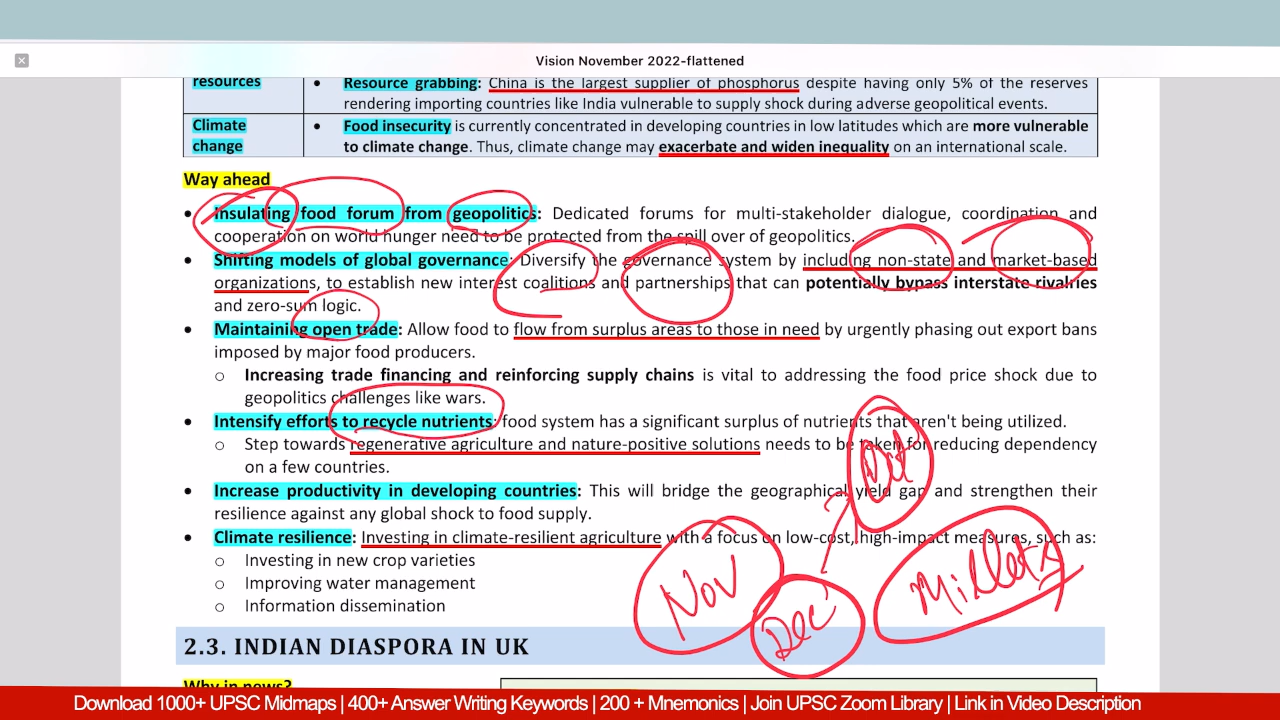 Vision November 2022-flattened
resources
• Resource grabbing: China is the largest supplier of phosphorus despite having only 5% of the reserves
rendering importing countries like India vulnerable to supply shock during adverse geopolitical events.
Climate change
• Food insecurity is currently concentrated in developing countries in low latitudes which are more vulnerable
to climate change. Thus, climate change may exacerbate and widen inequality on an international scale.
Way ahead
• Insulating food forum from geopolitics: Dedicated forums for multi-stakeholder dialogue, coordination and
cooperation on world hunger need to be protected from the spill over of geopolitics.
• Shifting models of global governance: Diversify the governance system by including non-state and market-based
organizations, to establish new interest coalitions and partnerships that can potentially bypass interstate rivalries
and zero-sum logic.
• Maintaining open trade: Allow food to flow from surplus areas to those in need by urgently phasing out export bans
imposed by major food producers.
o Increasing trade financing and reinforcing supply chains is vital to addressing the food price shock due to
geopolitics challenges like wars.
• Intensify efforts to recycle nutrients: food system has a significant surplus of nutrients that aren't being utilized.
o Step towards regenerative agriculture and nature-positive solutions needs to be taken for reducing dependency
on a few countries.
• Increase productivity in developing countries: This will bridge the geographical yield gap and strengthen their
resilience against any global shock to food supply.
• Climate resilience: Investing in climate-resilient agriculture with a focus on low-cost, high-impact measures, such as:
o Investing in new crop varieties
o Improving water management
o Information dissemination
Nov
Dec
Millets
2.3. INDIAN DIASPORA IN UK
Why in news?
Download 1000+ UPSC Midmaps | 400+ Answer Writing Keywords | 200 + Mnemonics | Join UPSC Zoom Library | Link in Video Description